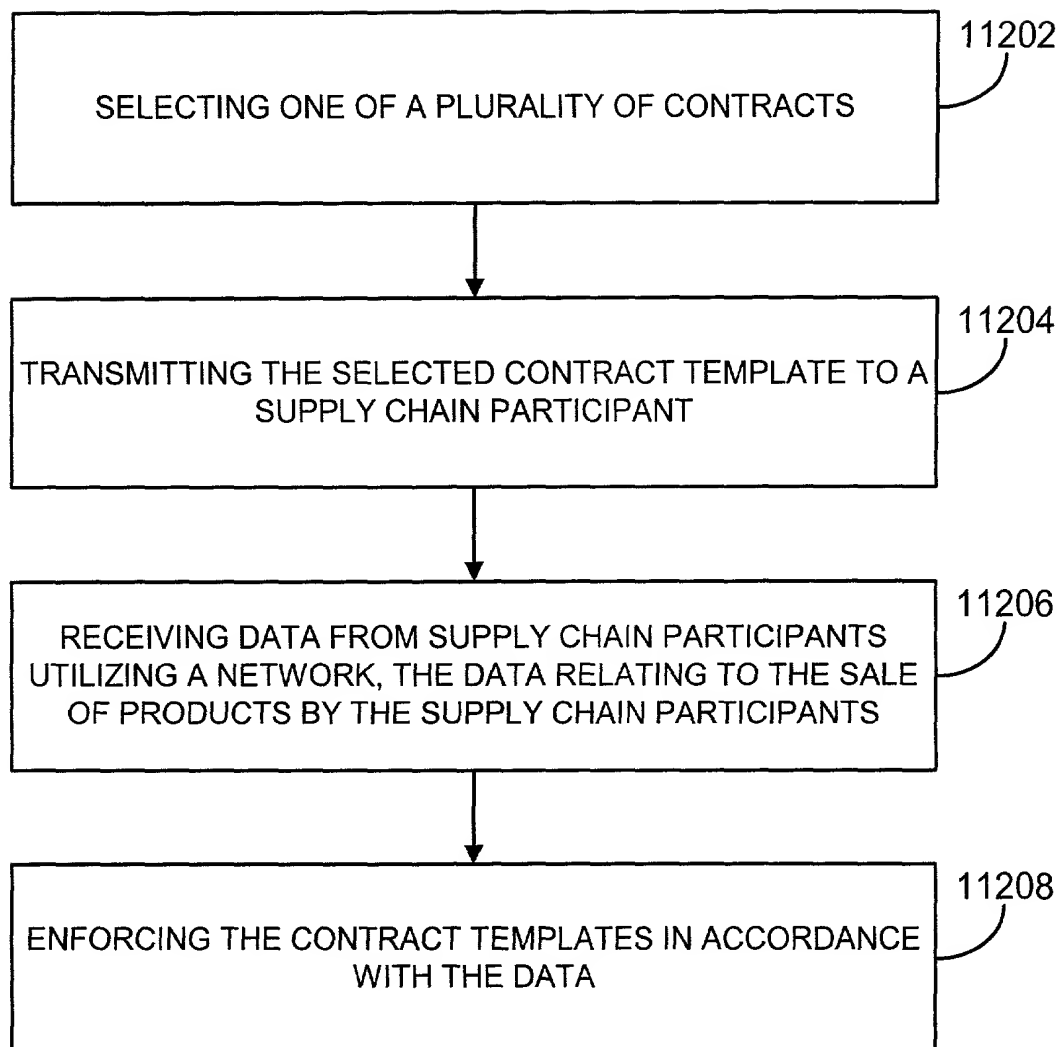 11202
SELECTING ONE OF A PLURALITY OF CONTRACTS
11204
TRANSMITTING THE SELECTED CONTRACT TEMPLATE TO A
SUPPLY CHAIN PARTICIPANT
11206
RECEIVING DATA FROM SUPPLY CHAIN PARTICIPANTS
UTILIZING A NETWORK, THE DATA RELATING TO THE SALE
OF PRODUCTS BY THE SUPPLY CHAIN PARTICIPANTS
11208
ENFORCING THE CONTRACT TEMPLATES IN ACCORDANCE
WITH THE DATA